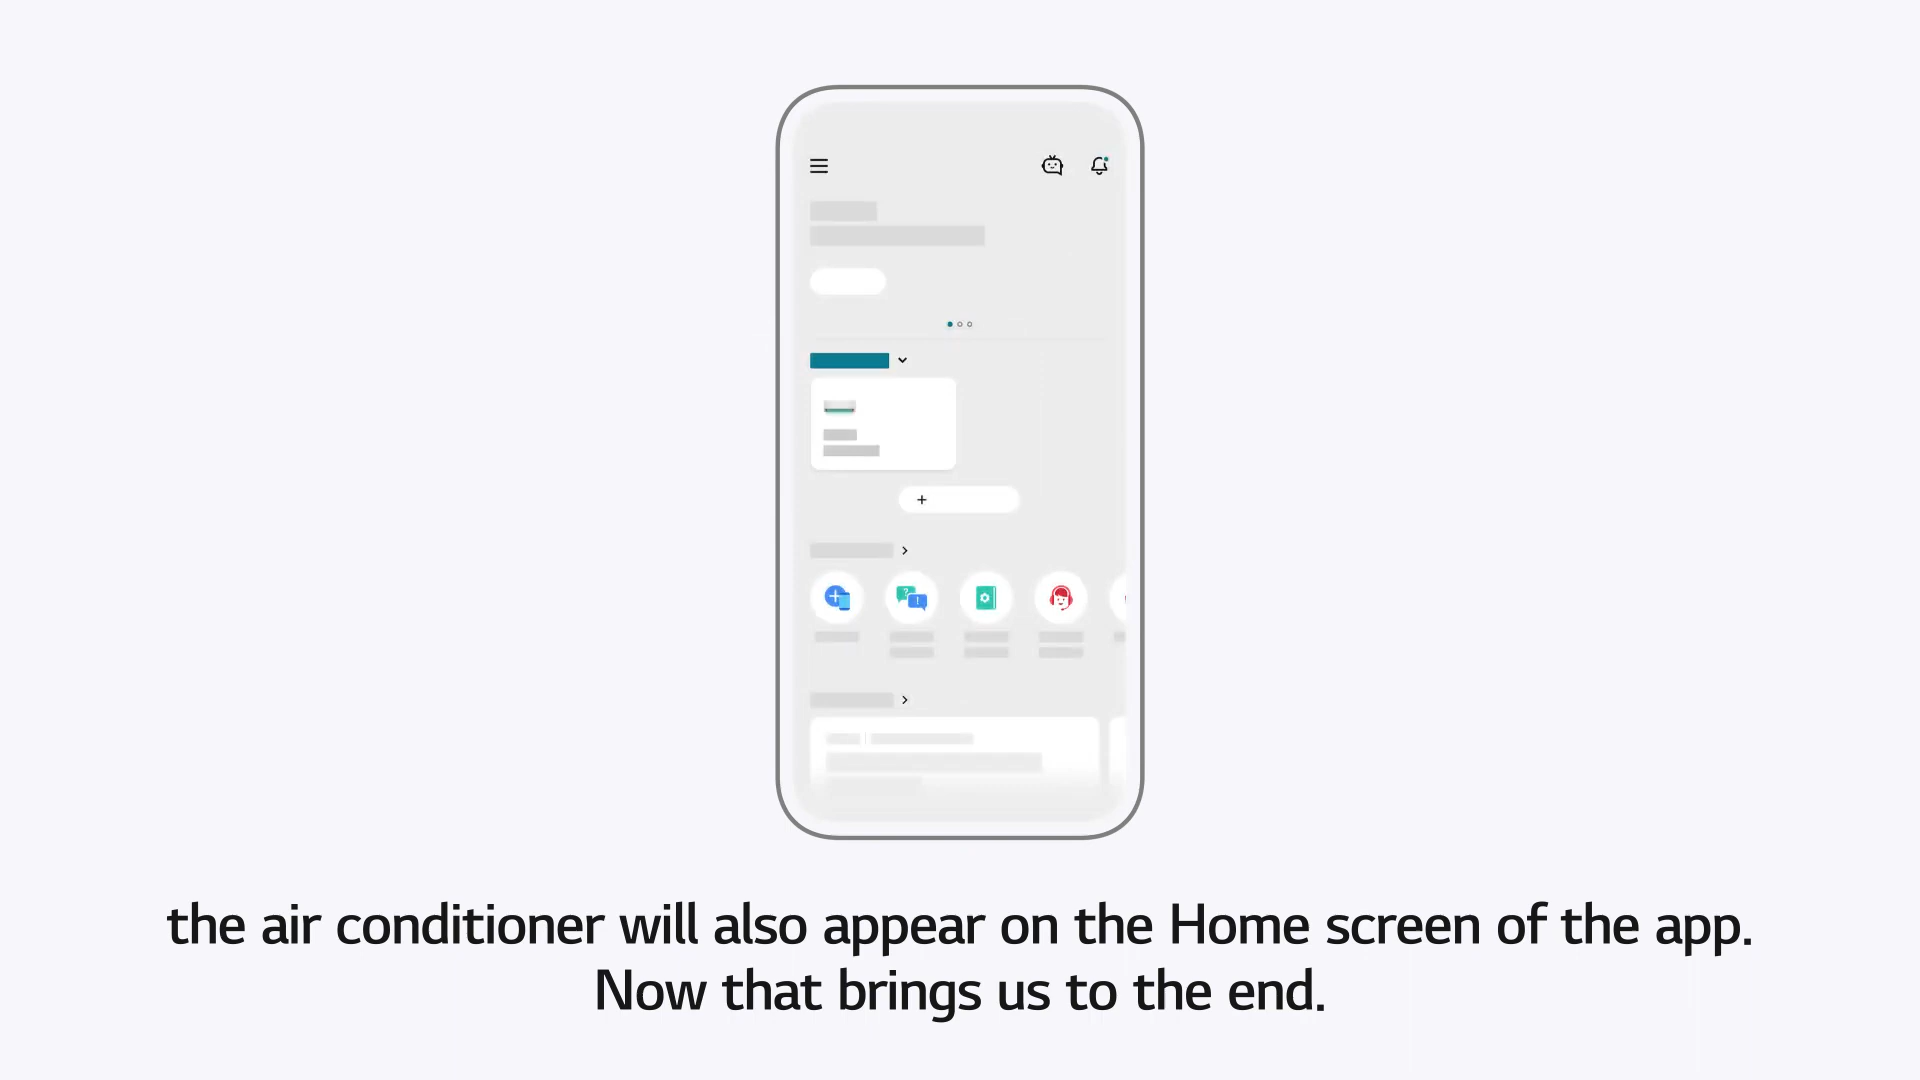 the air conditioner will also appear on the Home screen of the app.
Now that brings us to the end.